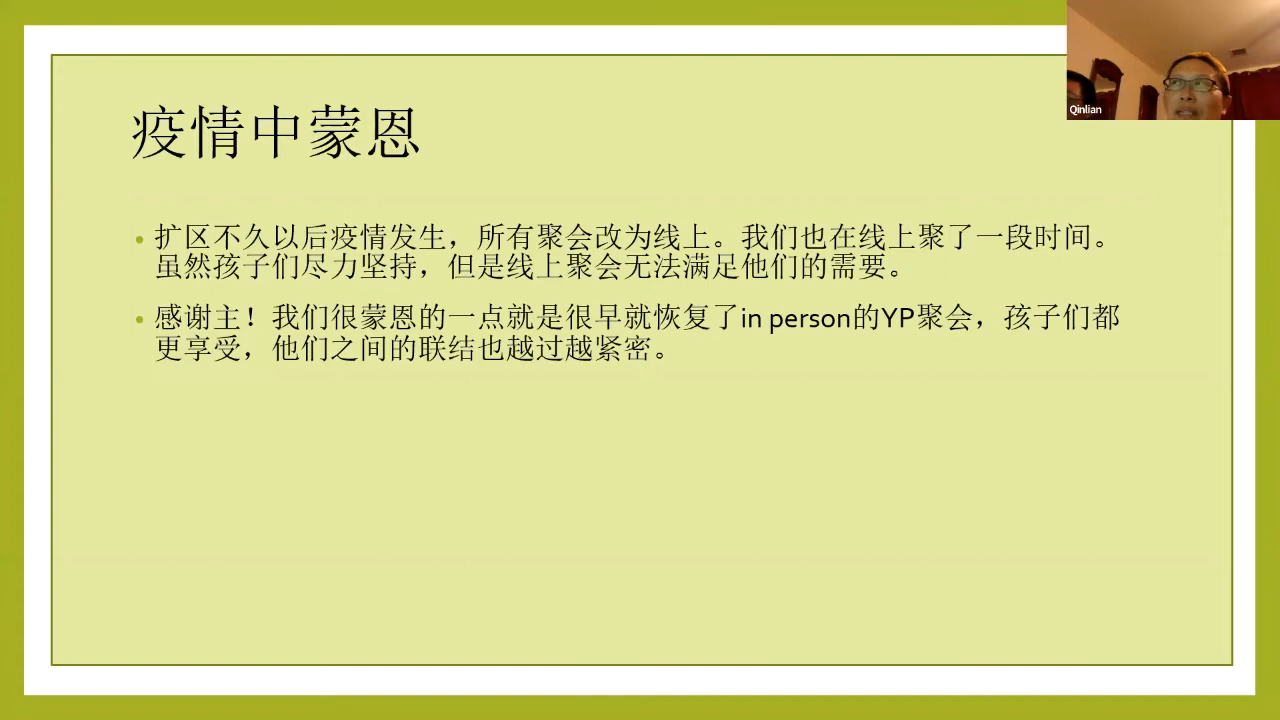 疫情中蒙恩
Qinlian
• 扩区不久以后疫情发生，所有聚会改为线上。我们也在线上聚了一段时间。
虽然孩子们尽力坚持，但是线上聚会无法满足他们的需要。
• 感谢主！我们很蒙恩的一点就是很早就恢复了in person的YP聚会，孩子们都
更享受，他们之间的联结也越过越紧密。